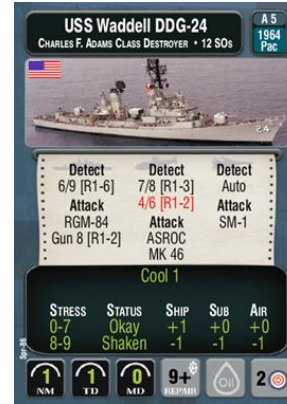 USS Waddell DDG-24
Charles F. Adams Class Destroyer • 12 SOs
A 5
1964
Pac
24
Detect Detect Detect
6/9 [R1-6] 7/8 [R1-3] Auto
Attack 4/6 [R1-2] Attack
RGM-84 Attack SM-1
Gun 8 [R1-2] ASROC
MK 46
Cool 1
Stress Status Ship Sub Air
0-7 Okay +1 +0 +0
8-9 Shaken -1 -1 -1
Spr-86
1 1 0 9+ Oil 2
NM TD MD REPAIR